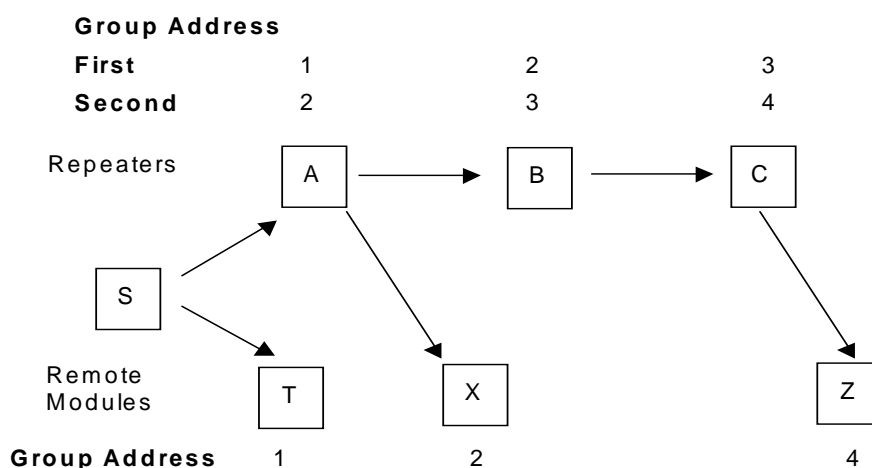 Group Address
First 1 2 3
Second 2 3 4
Repeaters A B C
S
Remote
Modules T X Z
Group Address 1 2 4